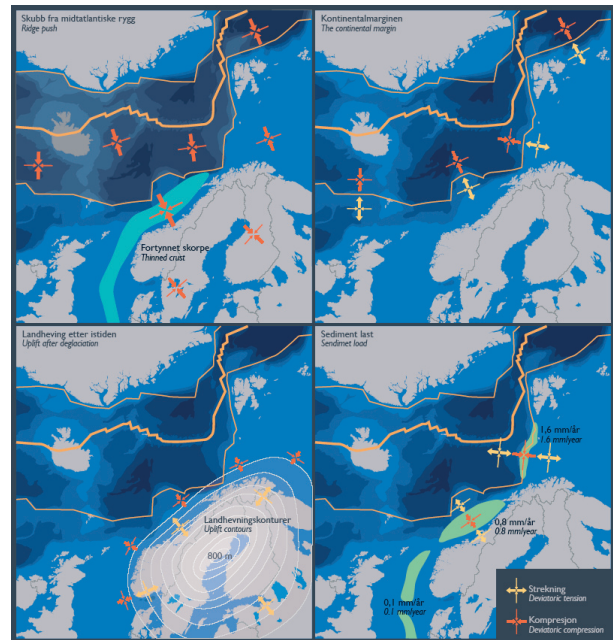 Skubb fra midtatlantiske rygg
Ridge push
Fortynnet skorpe
Thinned crust
Kontinentalmarginen
The continental margin
Landheving etter istiden
Uplift after deglaciation
Landhevningskonturer
Uplift contours
800 m
Sediment last
Sendimet load
1,6 mm/år
1.6 mm/year
0,8 mm/år
0.8 mm/year
0,1 mm/år
0.1 mm/year
Strekning
Deviatoric tension
Kompresjon
Deviatoric compression